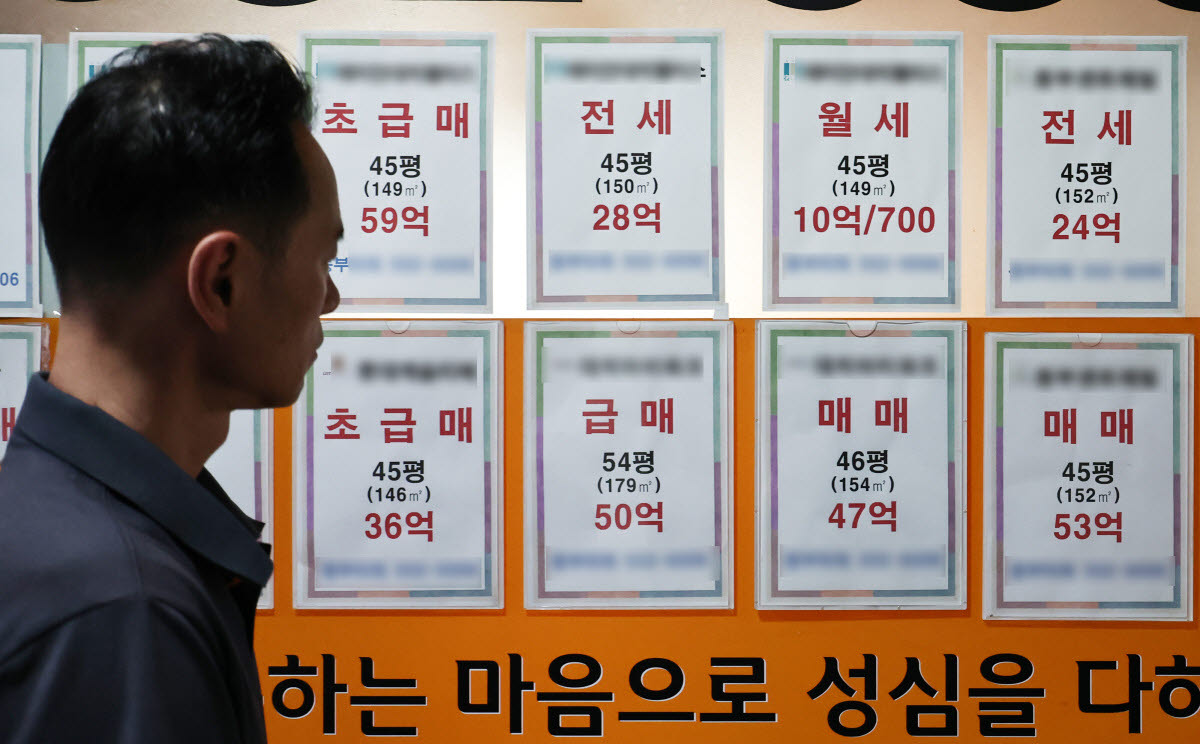 초급매
45평
(149㎡)
59억
중부
전세
45평
(150㎡)
28억
월세
45평
(149㎡)
10억/700
전세
45평
(152㎡)
24억
06
매
초급매
45평
(146㎡)
36억
급매
54평
(179㎡)
50억
매매
46평
(154㎡)
47억
매매
45평
(152㎡)
53억
하는 마음으로 성심을 다